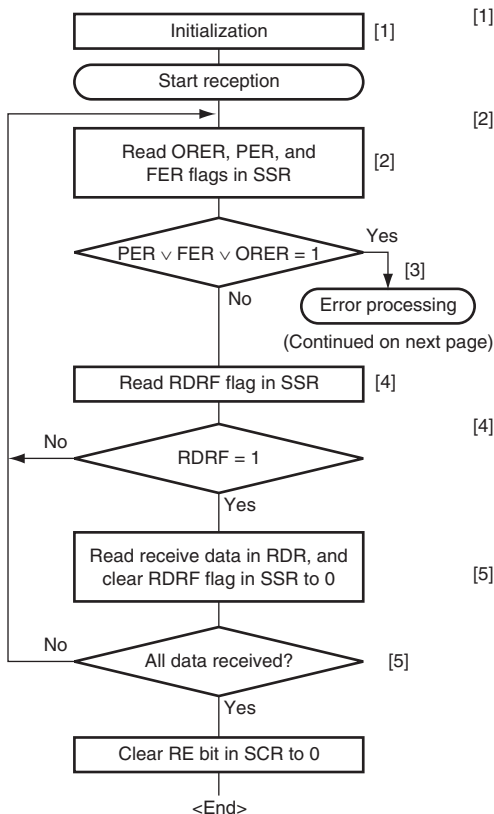 Initialization
[1]
[1]
Start reception
[2]
Read ORER, PER, and
FER flags in SSR
[2]
PER ∨ FER ∨ ORER = 1
Yes
[3]
No
Error processing
(Continued on next page)
Read RDRF flag in SSR
[4]
[4]
No
RDRF = 1
Yes
Read receive data in RDR, and
clear RDRF flag in SSR to 0
[5]
No
All data received?
[5]
Yes
Clear RE bit in SCR to 0
<End>